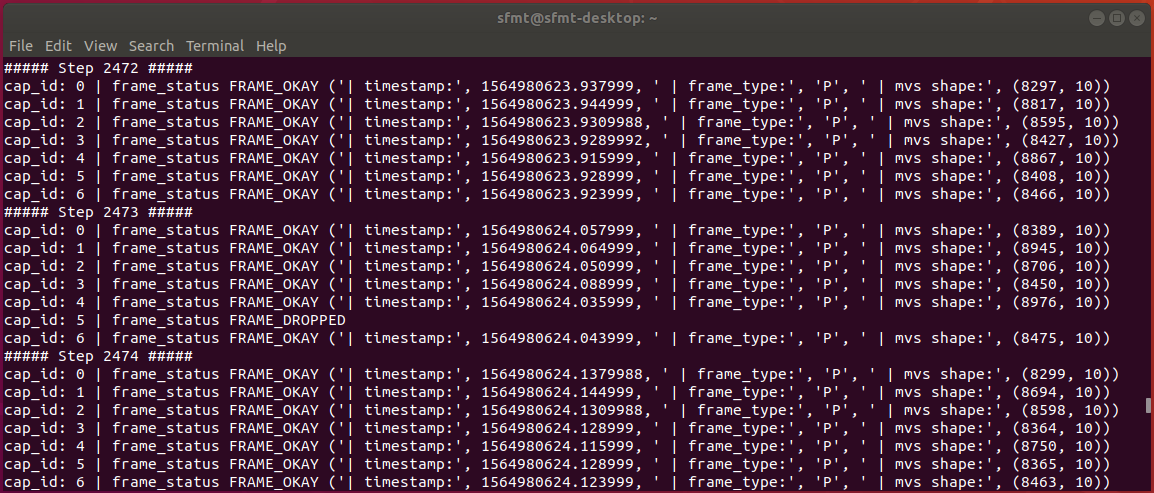 sfmt@sfmt-desktop: ~
File Edit View Search Terminal Help
##### Step 2472 #####
cap_id: 0 | frame_status FRAME_OKAY ('| timestamp:', 1564980623.937999, ' | frame_type:', 'P', ' | mvs shape:', (8297, 10))
cap_id: 1 | frame_status FRAME_OKAY ('| timestamp:', 1564980623.944999, ' | frame_type:', 'P', ' | mvs shape:', (8817, 10))
cap_id: 2 | frame_status FRAME_OKAY ('| timestamp:', 1564980623.9309988, ' | frame_type:', 'P', ' | mvs shape:', (8595, 10))
cap_id: 3 | frame_status FRAME_OKAY ('| timestamp:', 1564980623.9289992, ' | frame_type:', 'P', ' | mvs shape:', (8427, 10))
cap_id: 4 | frame_status FRAME_OKAY ('| timestamp:', 1564980623.915999, ' | frame_type:', 'P', ' | mvs shape:', (8867, 10))
cap_id: 5 | frame_status FRAME_OKAY ('| timestamp:', 1564980623.928999, ' | frame_type:', 'P', ' | mvs shape:', (8408, 10))
cap_id: 6 | frame_status FRAME_OKAY ('| timestamp:', 1564980623.923999, ' | frame_type:', 'P', ' | mvs shape:', (8466, 10))
##### Step 2473 #####
cap_id: 0 | frame_status FRAME_OKAY ('| timestamp:', 1564980624.057999, ' | frame_type:', 'P', ' | mvs shape:', (8389, 10))
cap_id: 1 | frame_status FRAME_OKAY ('| timestamp:', 1564980624.064999, ' | frame_type:', 'P', ' | mvs shape:', (8945, 10))
cap_id: 2 | frame_status FRAME_OKAY ('| timestamp:', 1564980624.050999, ' | frame_type:', 'P', ' | mvs shape:', (8706, 10))
cap_id: 3 | frame_status FRAME_OKAY ('| timestamp:', 1564980624.088999, ' | frame_type:', 'P', ' | mvs shape:', (8450, 10))
cap_id: 4 | frame_status FRAME_OKAY ('| timestamp:', 1564980624.035999, ' | frame_type:', 'P', ' | mvs shape:', (8976, 10))
cap_id: 5 | frame_status FRAME_DROPPED
cap_id: 6 | frame_status FRAME_OKAY ('| timestamp:', 1564980624.043999, ' | frame_type:', 'P', ' | mvs shape:', (8475, 10))
##### Step 2474 #####
cap_id: 0 | frame_status FRAME_OKAY ('| timestamp:', 1564980624.1379988, ' | frame_type:', 'P', ' | mvs shape:', (8299, 10))
cap_id: 1 | frame_status FRAME_OKAY ('| timestamp:', 1564980624.144999, ' | frame_type:', 'P', ' | mvs shape:', (8694, 10))
cap_id: 2 | frame_status FRAME_OKAY ('| timestamp:', 1564980624.1309988, ' | frame_type:', 'P', ' | mvs shape:', (8598, 10))
cap_id: 3 | frame_status FRAME_OKAY ('| timestamp:', 1564980624.128999, ' | frame_type:', 'P', ' | mvs shape:', (8364, 10))
cap_id: 4 | frame_status FRAME_OKAY ('| timestamp:', 1564980624.115999, ' | frame_type:', 'P', ' | mvs shape:', (8750, 10))
cap_id: 5 | frame_status FRAME_OKAY ('| timestamp:', 1564980624.128999, ' | frame_type:', 'P', ' | mvs shape:', (8365, 10))
cap_id: 6 | frame_status FRAME_OKAY ('| timestamp:', 1564980624.123999, ' | frame_type:', 'P', ' | mvs shape:', (8463, 10))